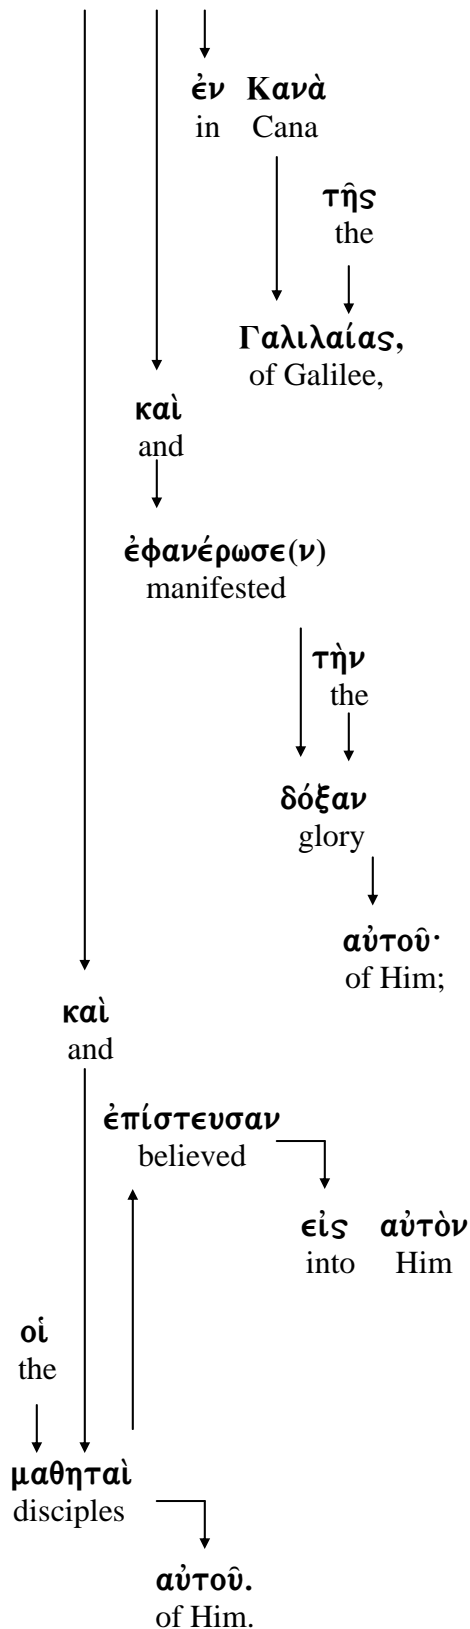 ἐν Κανὰ
in Cana
τῆς
the
Γαλιλαίας,
of Galilee,
καὶ
and
ἐφανέρωσε(ν)
manifested
τὴν
the
δόξαν
glory
αὐτοῦ·
of Him;
καὶ
and
ἐπίστευσαν
believed
εἰς αὐτὸν
into Him
οἱ
the
μαθηταὶ
disciples
αὐτοῦ.
of Him.